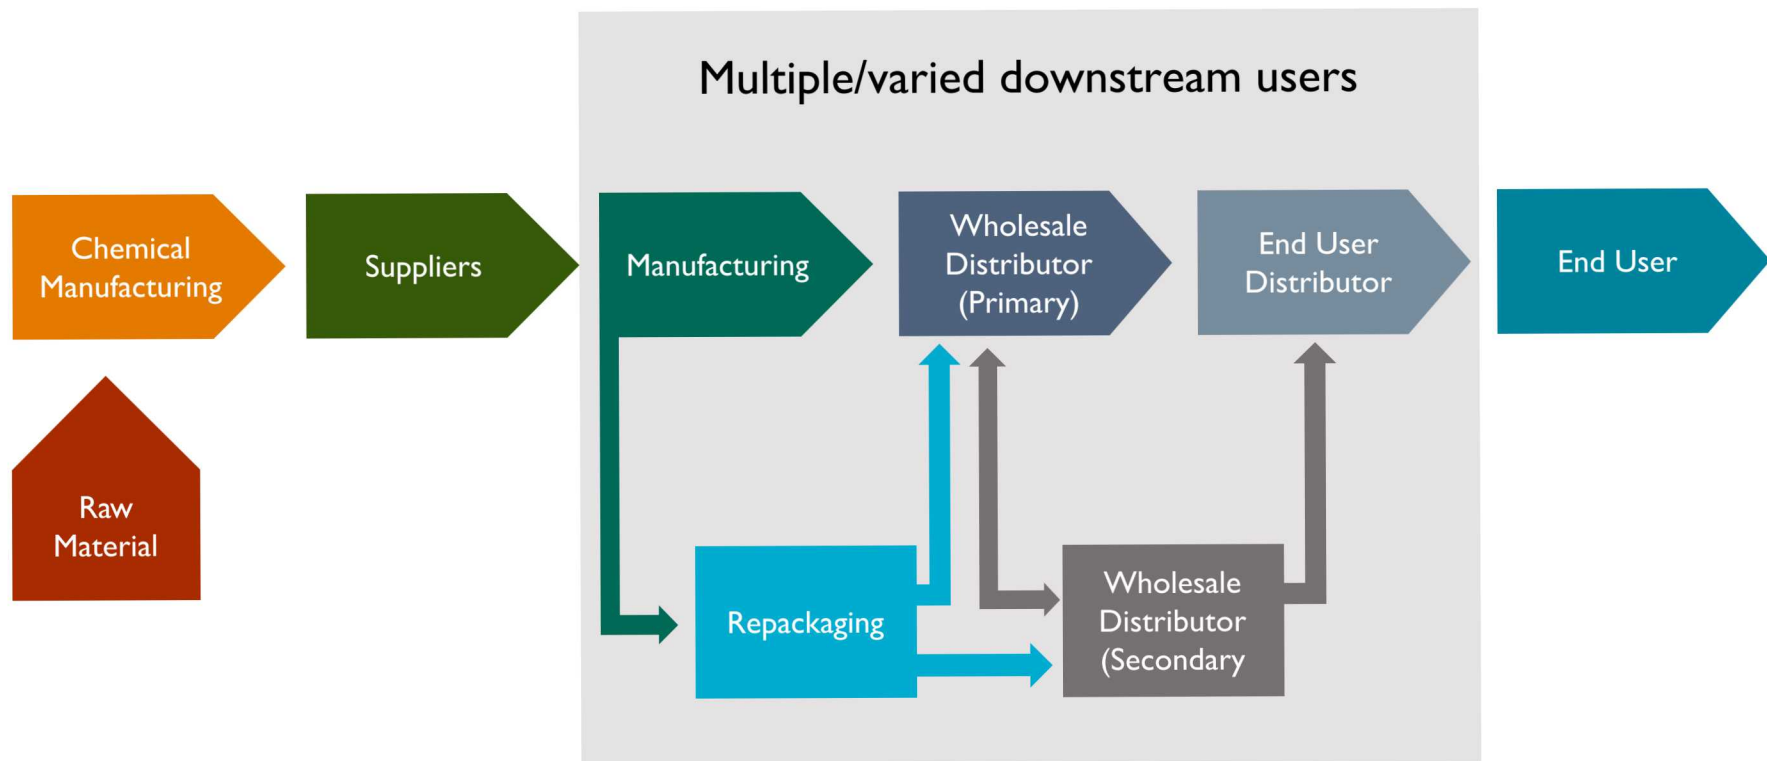 Multiple/varied downstream users
Chemical
Manufacturing
Suppliers
Manufacturing
Wholesale
Distributor
(Primary)
End User
Distributor
End User
Raw
Material
Repackaging
Wholesale
Distributor
(Secondary